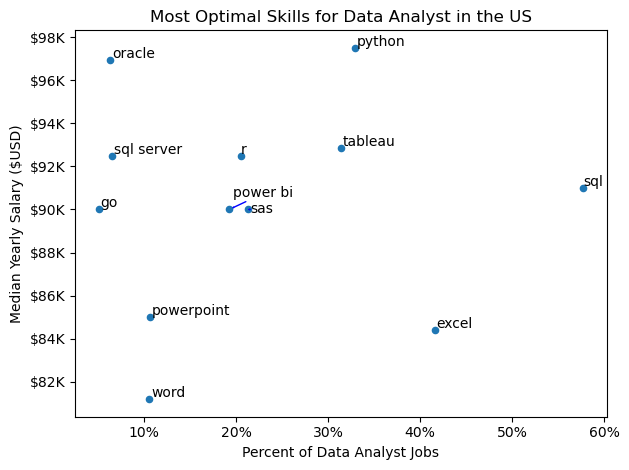 Most Optimal Skills for Data Analyst in the US
$98K
$96K
$94K
$92K
$90K
$88K
$86K
$84K
$82K
Median Yearly Salary ($USD)
oracle
python
sql server
r
tableau
sql
power bi
go
sas
powerpoint
excel
word
10%
20%
30%
40%
50%
60%
Percent of Data Analyst Jobs